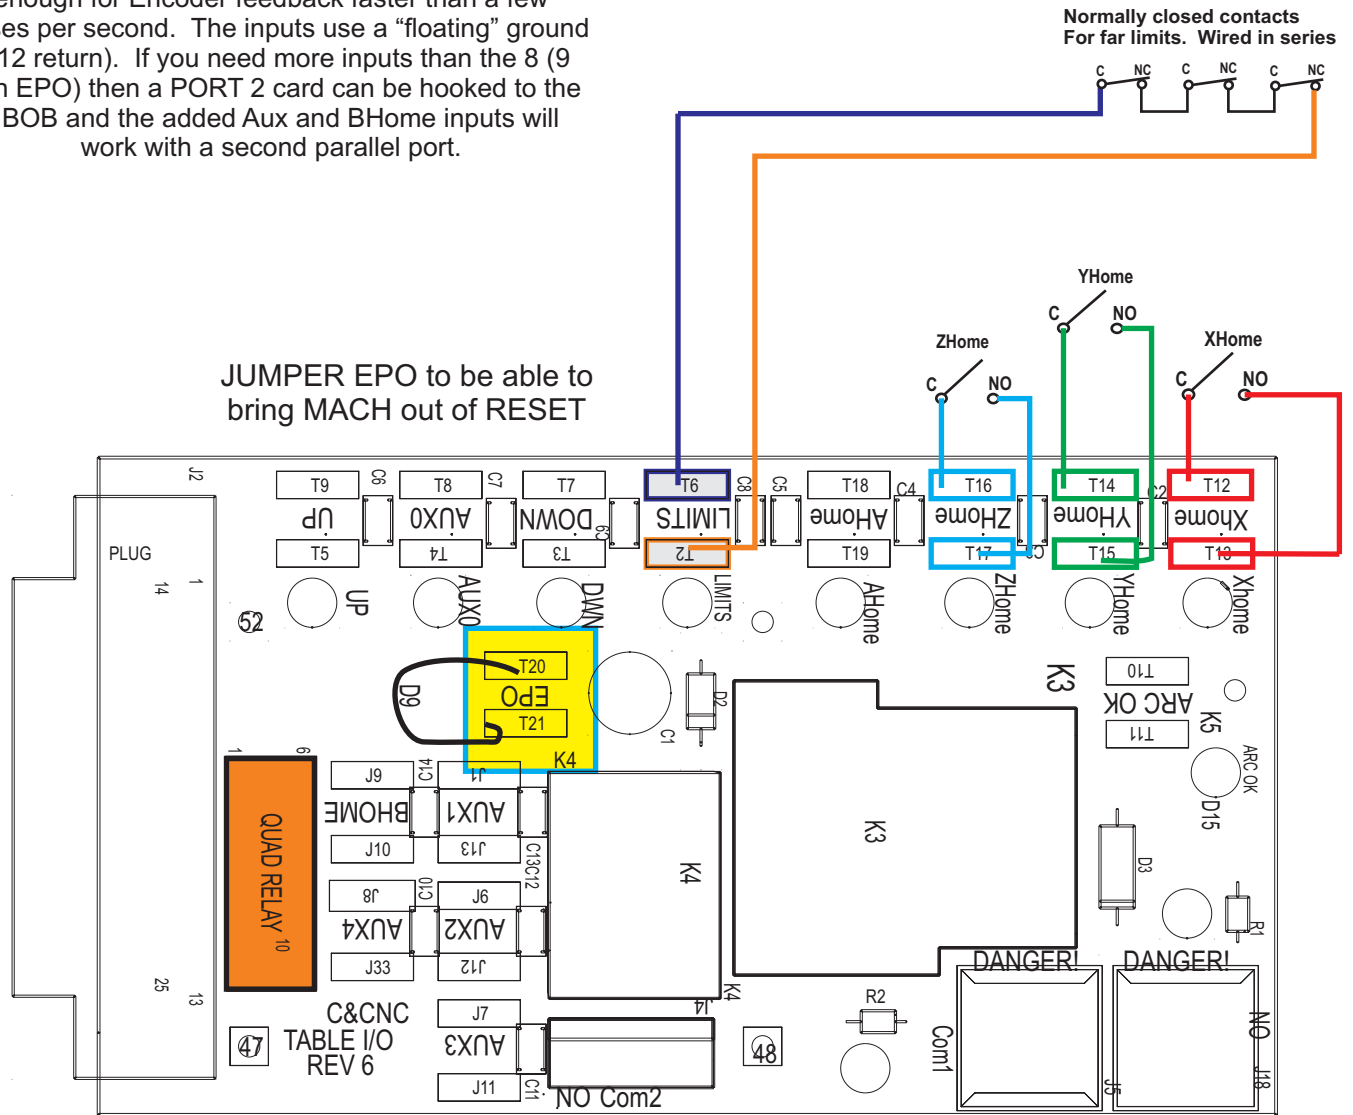 enough for Encoder feedback faster than a few
es per second. The inputs use a “floating” ground
12 return). If you need more inputs than the 8 (9
EPO) then a PORT 2 card can be hooked to the
BOB and the added Aux and BHome inputs will
work with a second parallel port.
Normally closed contacts
For far limits. Wired in series
C NC C NC C NC
YHome
C NO
ZHome
C NO
XHome
C NO
JUMPER EPO to be able to
bring MACH out of RESET
J2
T9 C6 T8 C7 T7 T6 C8 C5 T18 C4 T16 T14 C2 T12
UP AUX0 DOWN C9 LIMITS AHome ZHome YHome Xhome
T5 T4 T3 T2 T19 T17 T15 T13
PLUG
1
14
UP AUX0 DWN LIMITS AHome ZHome YHome Xhome
52
T20
EPO
T21
D9
C1
D2
K3
T10
ARC OK
T11
K5
ARC OK
D15
K4
1 6
QUAD RELAY 10
J9 C14 J1
BHOME AUX1
J10 J13 C13 C12
J8 C10 J6
AUX4 AUX2
J33 J12
K4
K3
D3
R1
25
13
C&CNC
TABLE I/O
REV 6
47
J7
AUX3
J11 C11
K4
J4
NO Com2
48
R2
DANGER! DANGER!
Com1
J5
NO
J18